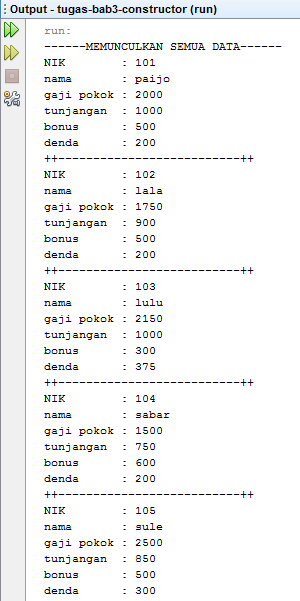 Output - tugas-bab3-constructor (run)
run:
------MEMUNCULKAN SEMUA DATA------
NIK : 101
nama : paijo
gaji pokok : 2000
tunjangan : 1000
bonus : 500
denda : 200
++---------------------------++
NIK : 102
nama : lala
gaji pokok : 1750
tunjangan : 900
bonus : 500
denda : 200
++---------------------------++
NIK : 103
nama : lulu
gaji pokok : 2150
tunjangan : 1000
bonus : 300
denda : 375
++---------------------------++
NIK : 104
nama : sabar
gaji pokok : 1500
tunjangan : 750
bonus : 600
denda : 200
++---------------------------++
NIK : 105
nama : sule
gaji pokok : 2500
tunjangan : 850
bonus : 500
denda : 300